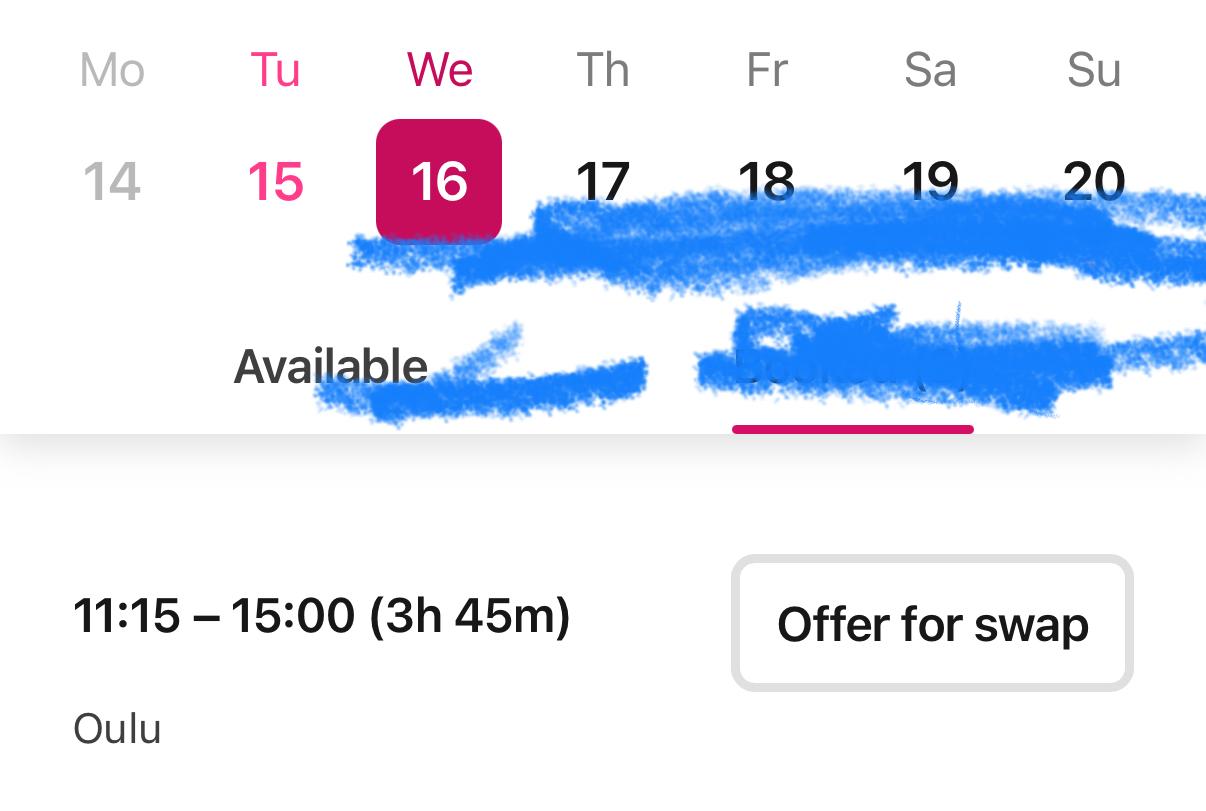 Mo Tu We Th Fr Sa Su
14 15 16 17 18 19 20
Available
11:15 – 15:00 (3h 45m)
Offer for swap
Oulu